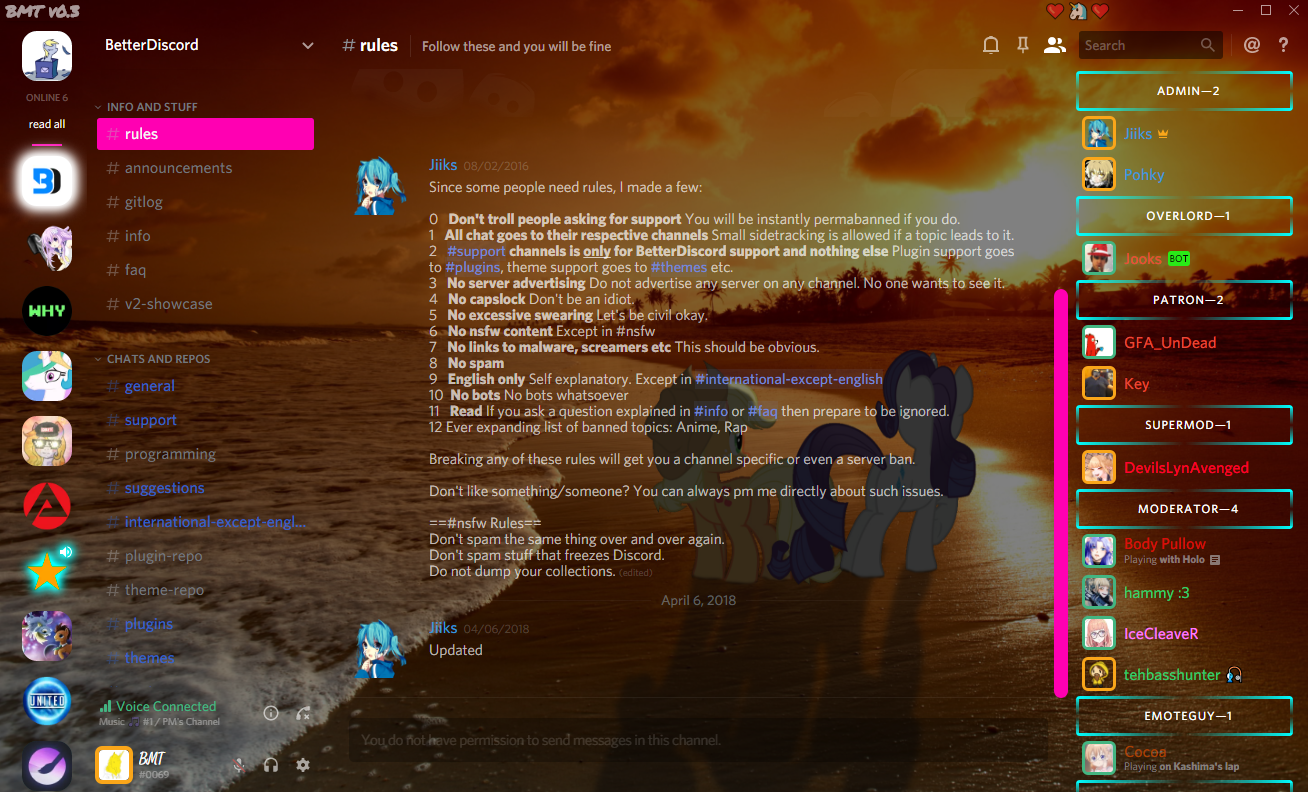 BMT v0.3
BetterDiscord
# rules
Follow these and you will be fine
Search
@
?
ONLINE 6
read all
WHY
UNITED
INFO AND STUFF
# rules
# announcements
# gitlog
# info
# faq
# v2-showcase
CHATS AND REPOS
# general
# support
# programming
# suggestions
# international-except-engl...
# plugin-repo
# theme-repo
# plugins
# themes
Voice Connected
Music 🎵 #1 / PM's Channel
BMT
#0069
Jiiks 08/02/2016
Since some people need rules, I made a few:
0 Don't troll people asking for support You will be instantly permabanned if you do.
1 All chat goes to their respective channels Small sidetracking is allowed if a topic leads to it.
2 #support channels is only for BetterDiscord support and nothing else Plugin support goes
to #plugins, theme support goes to #themes etc.
3 No server advertising Do not advertise any server on any channel. No one wants to see it.
4 No capslock Don't be an idiot.
5 No excessive swearing Let's be civil okay.
6 No nsfw content Except in #nsfw
7 No links to malware, screamers etc This should be obvious.
8 No spam
9 English only Self explanatory. Except in #international-except-english
10 No bots No bots whatsoever
11 Read If you ask a question explained in #info or #faq then prepare to be ignored.
12 Ever expanding list of banned topics: Anime, Rap
Breaking any of these rules will get you a channel specific or even a server ban.
Don't like something/someone? You can always pm me directly about such issues.
==#nsfw Rules==
Don't spam the same thing over and over again.
Don't spam stuff that freezes Discord.
Do not dump your collections. (edited)
April 6, 2018
Jiiks 04/06/2018
Updated
You do not have permission to send messages in this channel.
ADMIN—2
Jiiks
Pohky
OVERLORD—1
Jooks BOT
PATRON—2
GFA_UnDead
Key
SUPERMOD—1
DevilsLynAvenged
MODERATOR—4
Body Pullow
Playing with Holo
hammy :3
IceCleaveR
tehbasshunter
EMOTEGUY—1
Cocoa
Playing on Kashima's lap